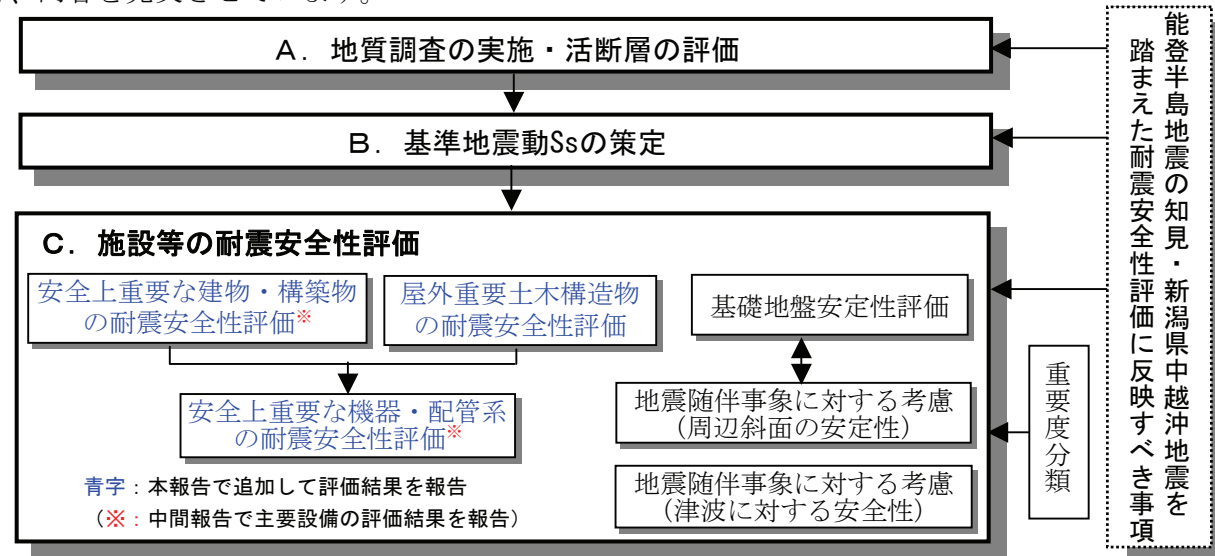 A．地質調査の実施・活断層の評価
B．基準地震動Ssの策定
C．施設等の耐震安全性評価
安全上重要な建物・構築物
の耐震安全性評価※
屋外重要土木構造物
の耐震安全性評価
基礎地盤安定性評価
安全上重要な機器・配管系
の耐震安全性評価※
地震随伴事象に対する考慮
(周辺斜面の安定性)
地震随伴事象に対する考慮
(津波に対する安全性)
青字：本報告で追加して評価結果を報告
（※：中間報告で主要設備の評価結果を報告）
重要度分類
能登半島地震の知見・新潟県中越沖地震を
踏まえた耐震安全性評価に反映すべき事項